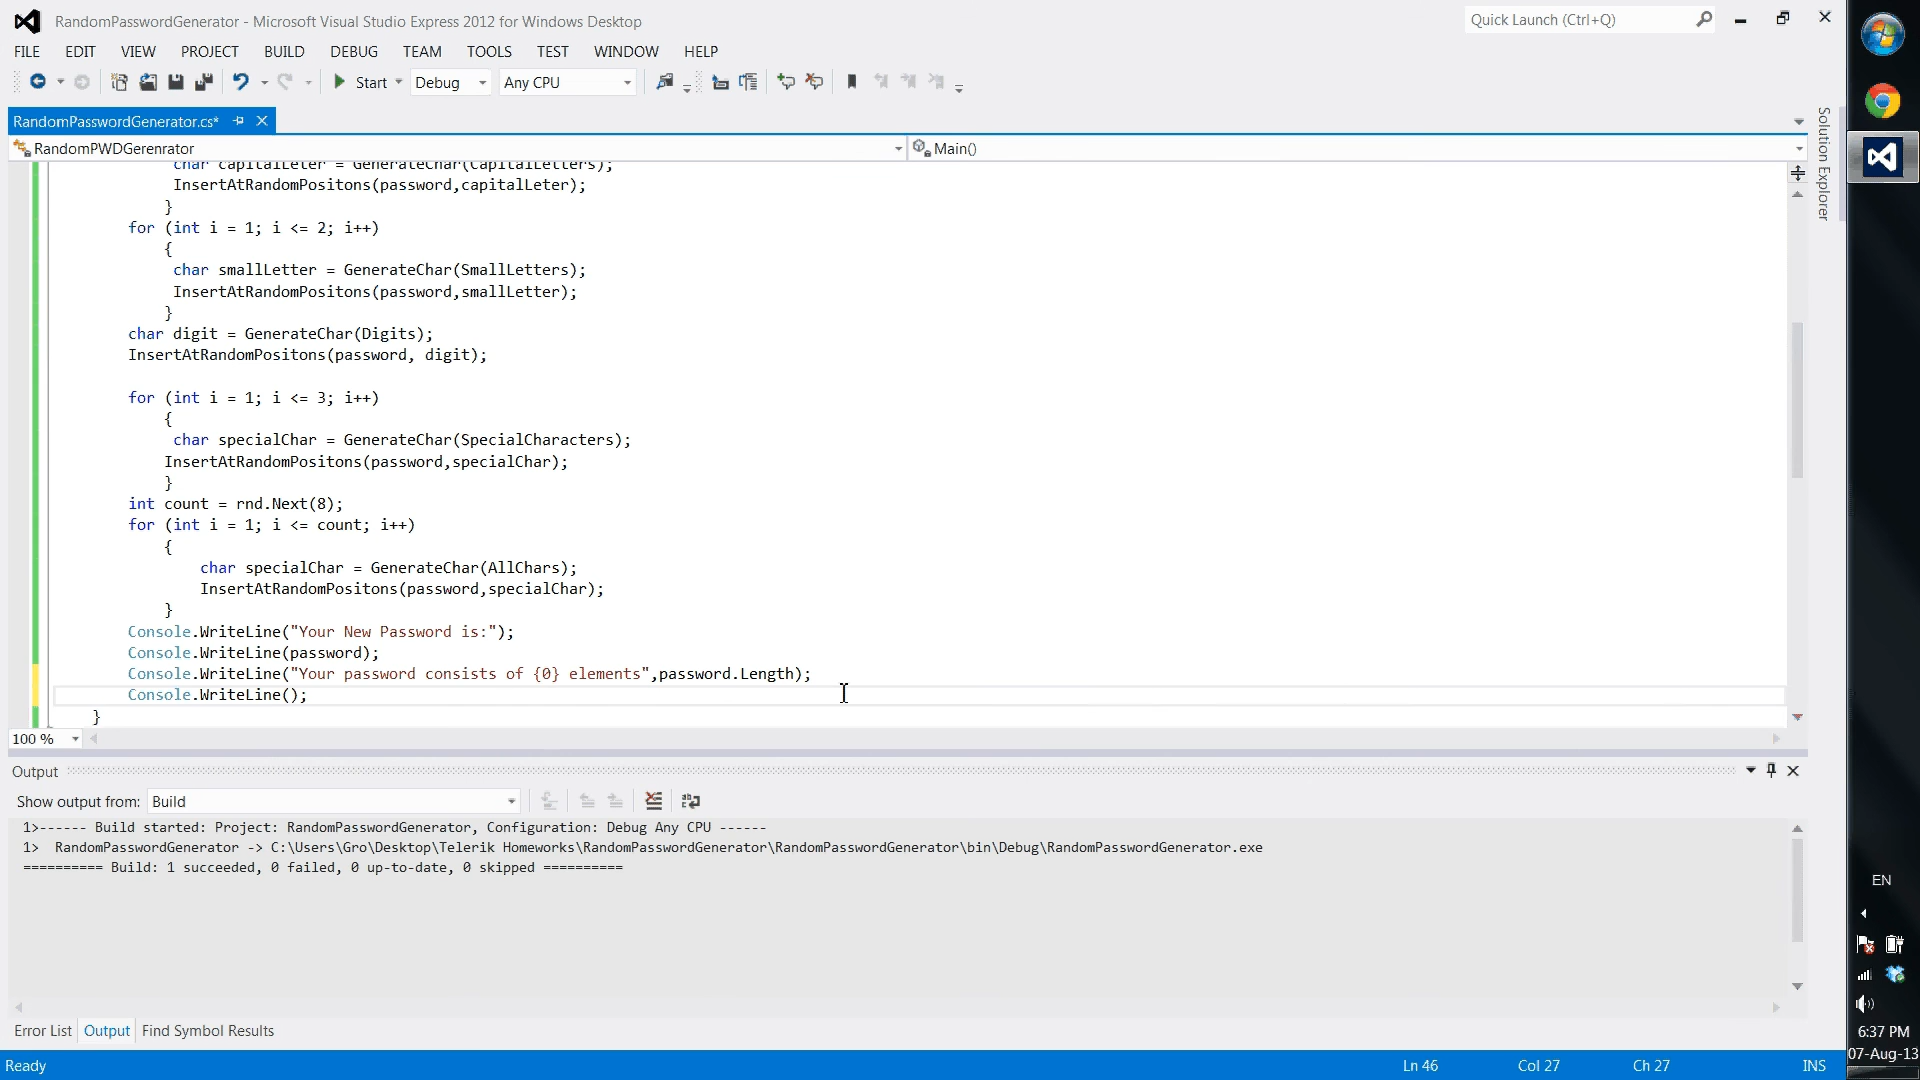 RandomPasswordGenerator - Microsoft Visual Studio Express 2012 for Windows Desktop
Quick Launch (Ctrl+Q)
FILE EDIT VIEW PROJECT BUILD DEBUG TEAM TOOLS TEST WINDOW HELP
Start Debug Any CPU
RandomPasswordGenerator.cs*
RandomPWDGerenrator Main()
Solution Explorer
char capitalLeter = GenerateChar(CapitalLetters);
InsertAtRandomPositons(password,capitalLeter);
}
for (int i = 1; i <= 2; i++)
{
char smallLetter = GenerateChar(SmallLetters);
InsertAtRandomPositons(password,smallLetter);
}
char digit = GenerateChar(Digits);
InsertAtRandomPositons(password, digit);
for (int i = 1; i <= 3; i++)
{
char specialChar = GenerateChar(SpecialCharacters);
InsertAtRandomPositons(password,specialChar);
}
int count = rnd.Next(8);
for (int i = 1; i <= count; i++)
{
char specialChar = GenerateChar(AllChars);
InsertAtRandomPositons(password,specialChar);
}
Console.WriteLine("Your New Password is:");
Console.WriteLine(password);
Console.WriteLine("Your password consists of {0} elements",password.Length);
Console.WriteLine();
}
100 %
Output
Show output from: Build
1>------ Build started: Project: RandomPasswordGenerator, Configuration: Debug Any CPU ------
1>  RandomPasswordGenerator -> C:\Users\Gro\Desktop\Telerik Homeworks\RandomPasswordGenerator\RandomPasswordGenerator\bin\Debug\RandomPasswordGenerator.exe
========== Build: 1 succeeded, 0 failed, 0 up-to-date, 0 skipped ==========
Error List Output Find Symbol Results
Ready Ln 46 Col 27 Ch 27 INS
EN
6:37 PM
07-Aug-13